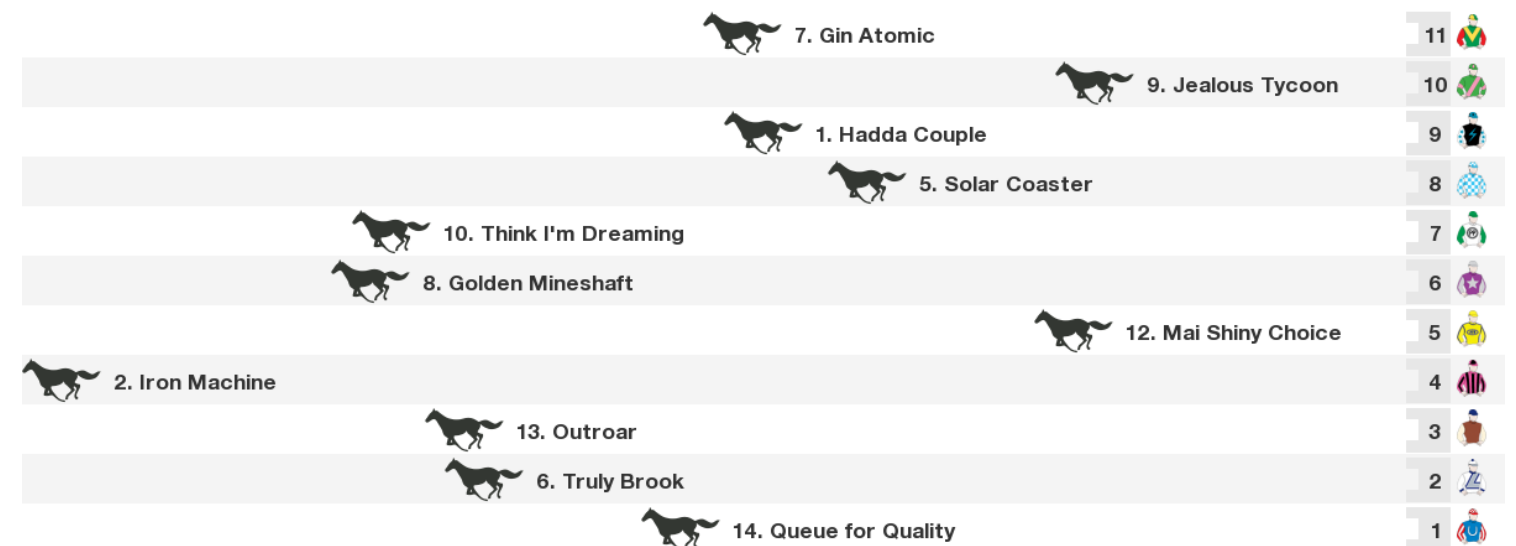 7. Gin Atomic 11
9. Jealous Tycoon 10
1. Hadda Couple 9
5. Solar Coaster 8
10. Think I'm Dreaming 7
8. Golden Mineshaft 6
12. Mai Shiny Choice 5
2. Iron Machine 4
13. Outroar 3
6. Truly Brook 2
14. Queue for Quality 1